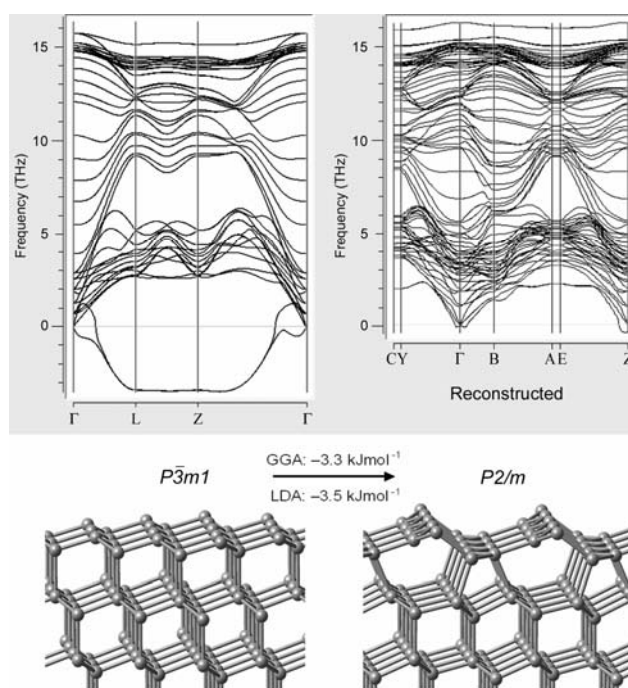 15
10
5
0
Frequency (THz)
Γ L Z Γ
15
10
5
0
Frequency (THz)
C Y Γ B A E Z
Reconstructed
P3̄m1
GGA: –3.3 kJmol⁻¹
LDA: –3.5 kJmol⁻¹
P2/m